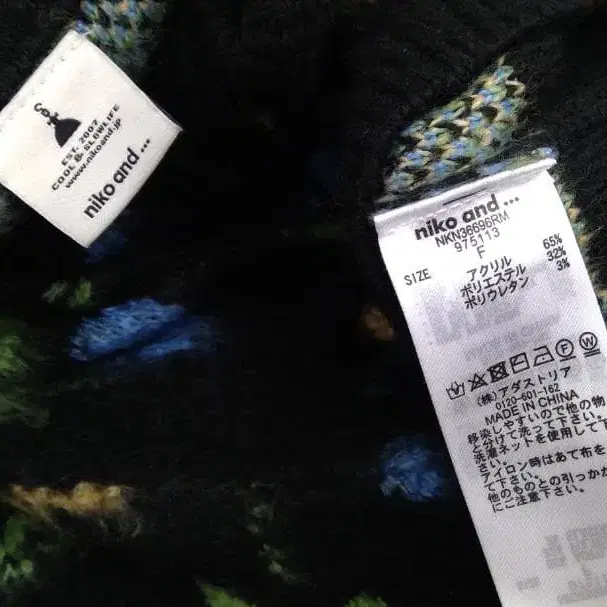 EST. 2007
COOL & SLOWLIFE
www.nikoand.jp
niko and ...
niko and ...
NKN36696RM
975113
SIZE F
アクリル 65%
ポリエステル 32%
ポリウレタン 3%
(株)アダストリア
0120-601-162
MADE IN CHINA
移染しやすいので他の物
と分けて洗って下さい。
洗濯ネットを使用して下
さい。
アイロン時はあて布を
して下さい。
他のものとの引っかか
にご注意下さい。